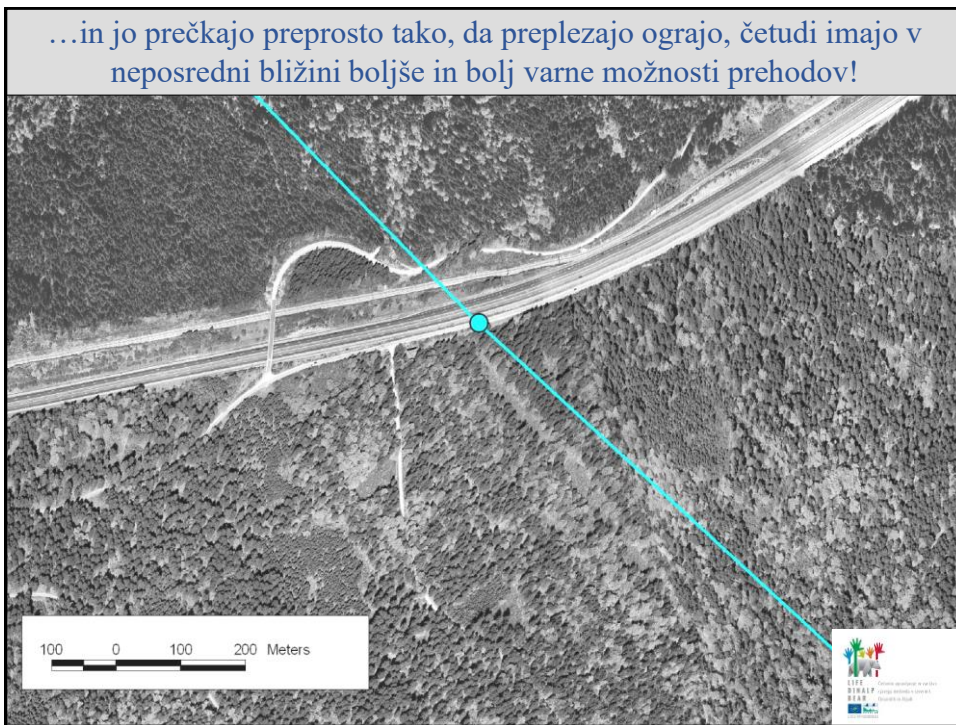 …in jo prečkajo preprosto tako, da preplezajo ograjo, četudi imajo v
neposredni bližini boljše in bolj varne možnosti prehodov!
100 0 100 200 Meters
LIFE
DINALP
BEAR